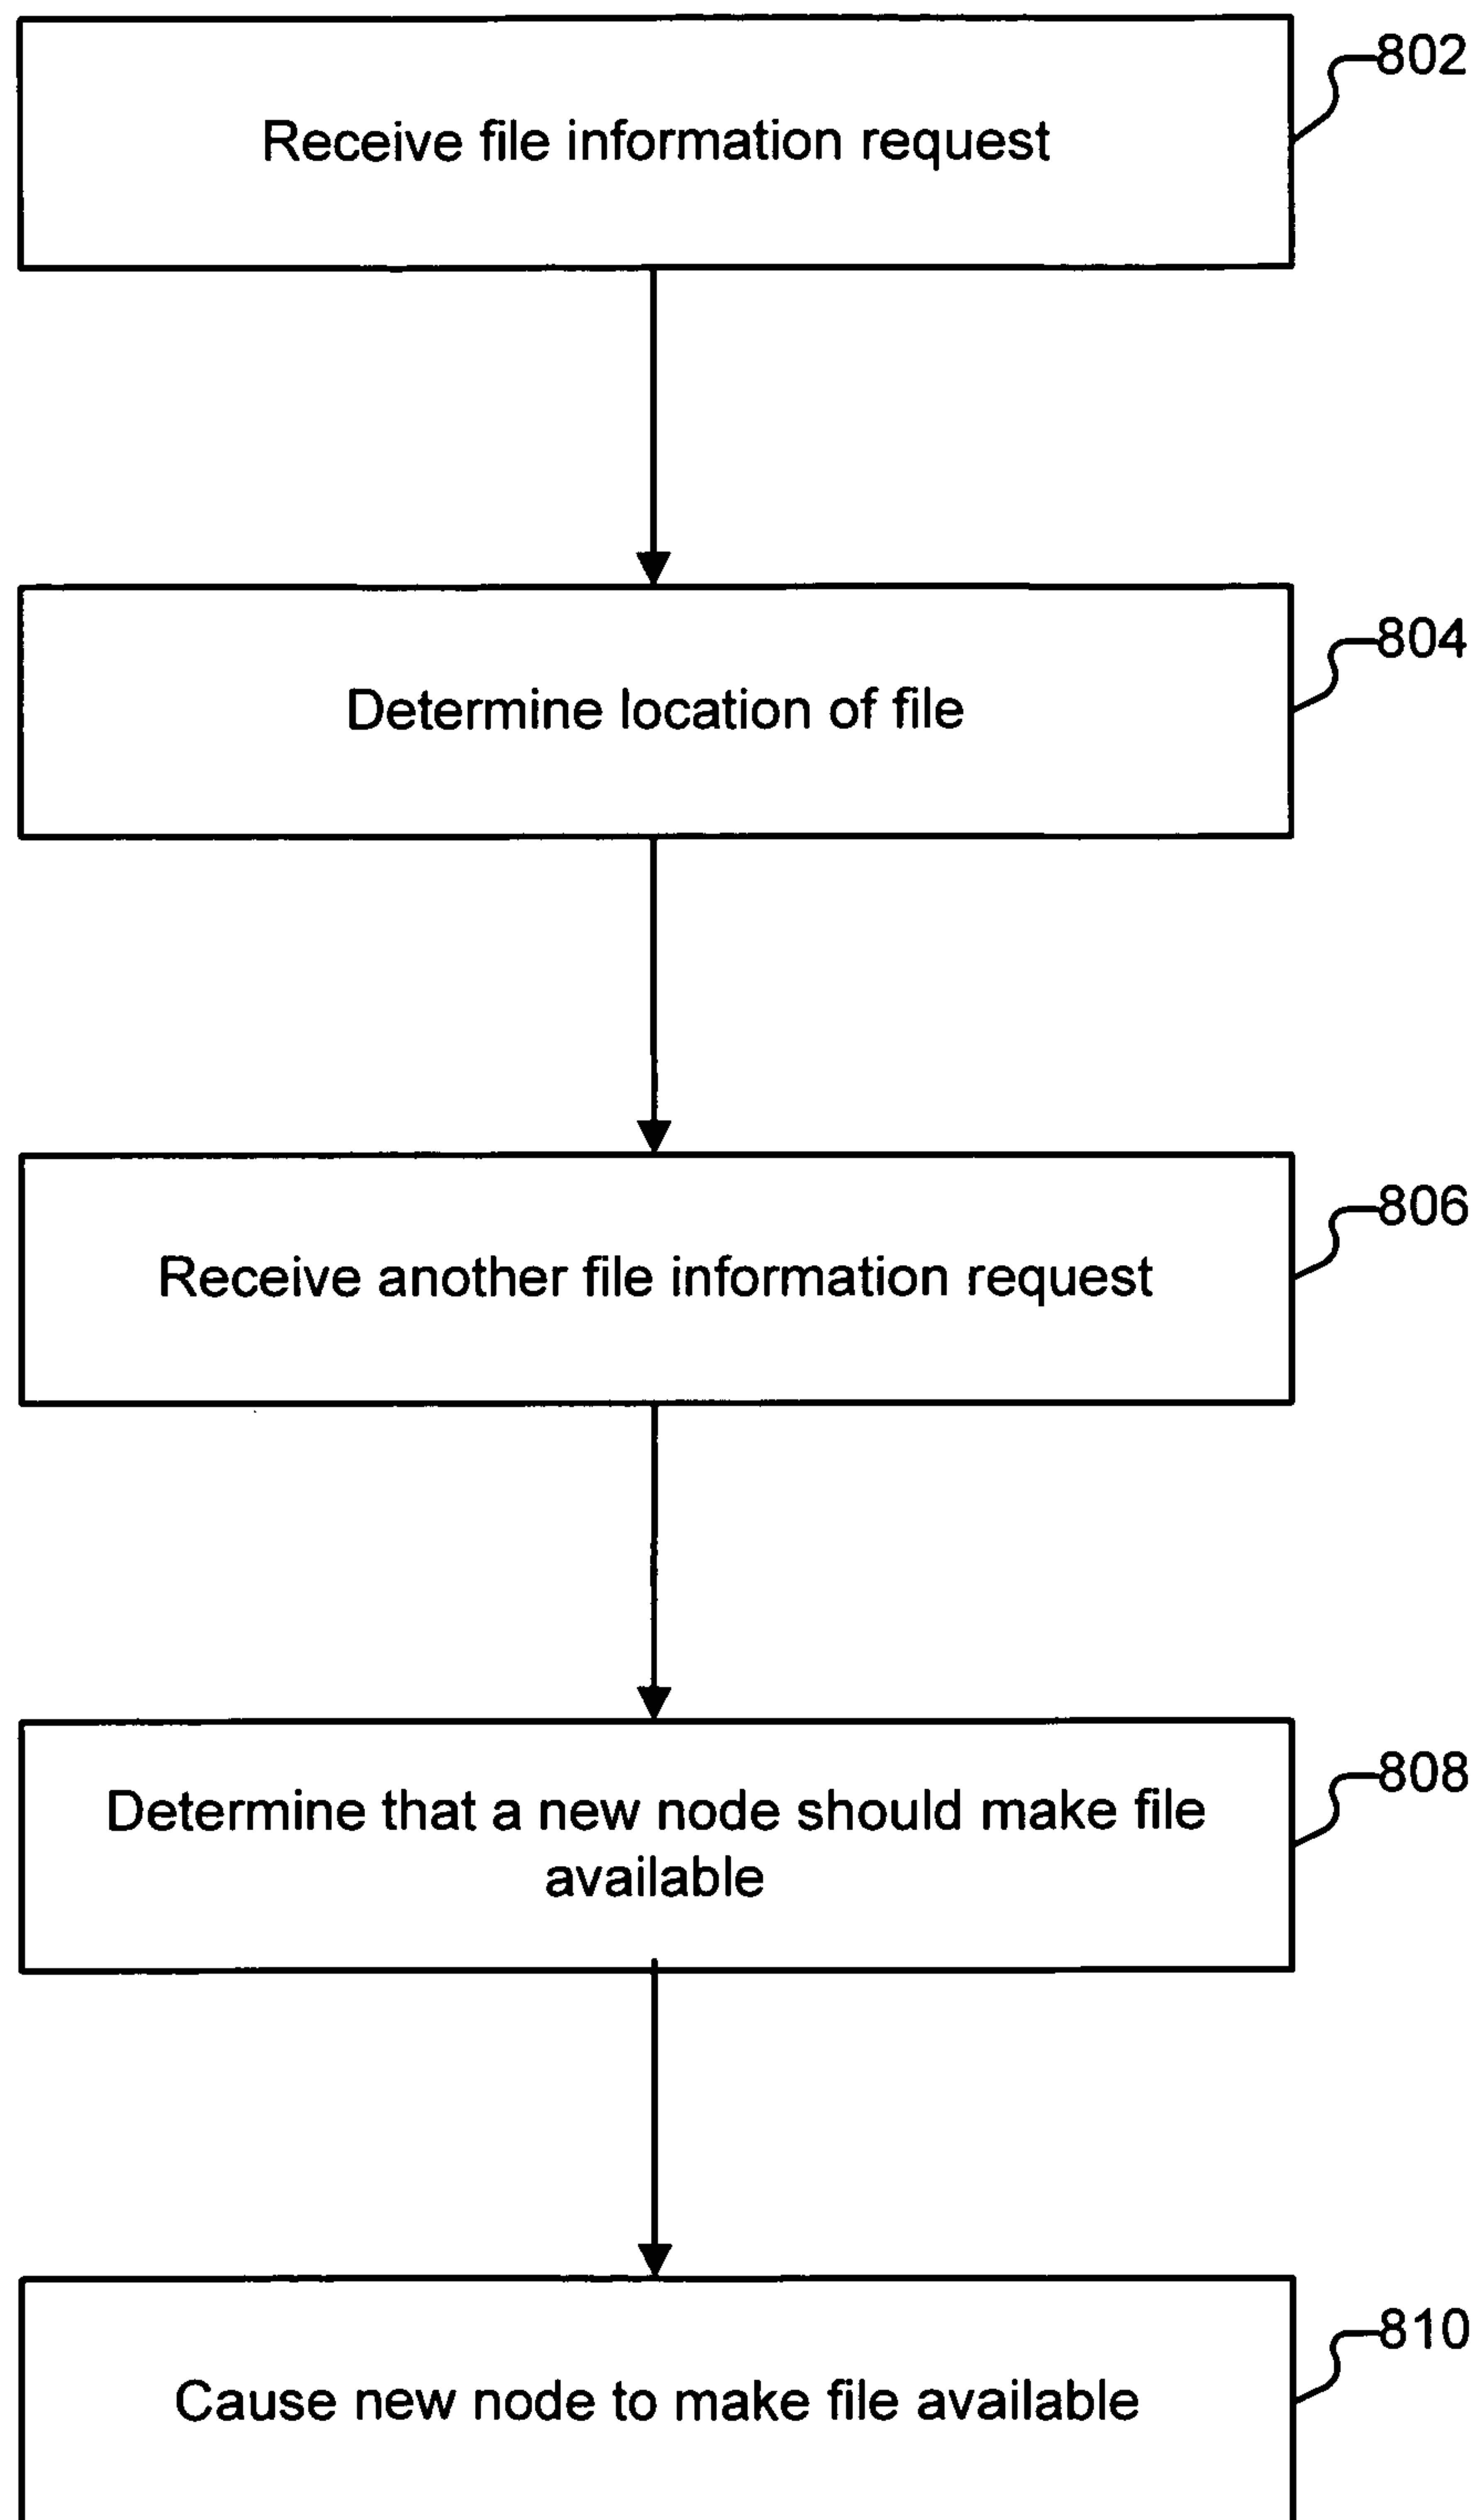 802
Receive file information request
804
Determine location of file
806
Receive another file information request
808
Determine that a new node should make file
available
810
Cause new node to make file available